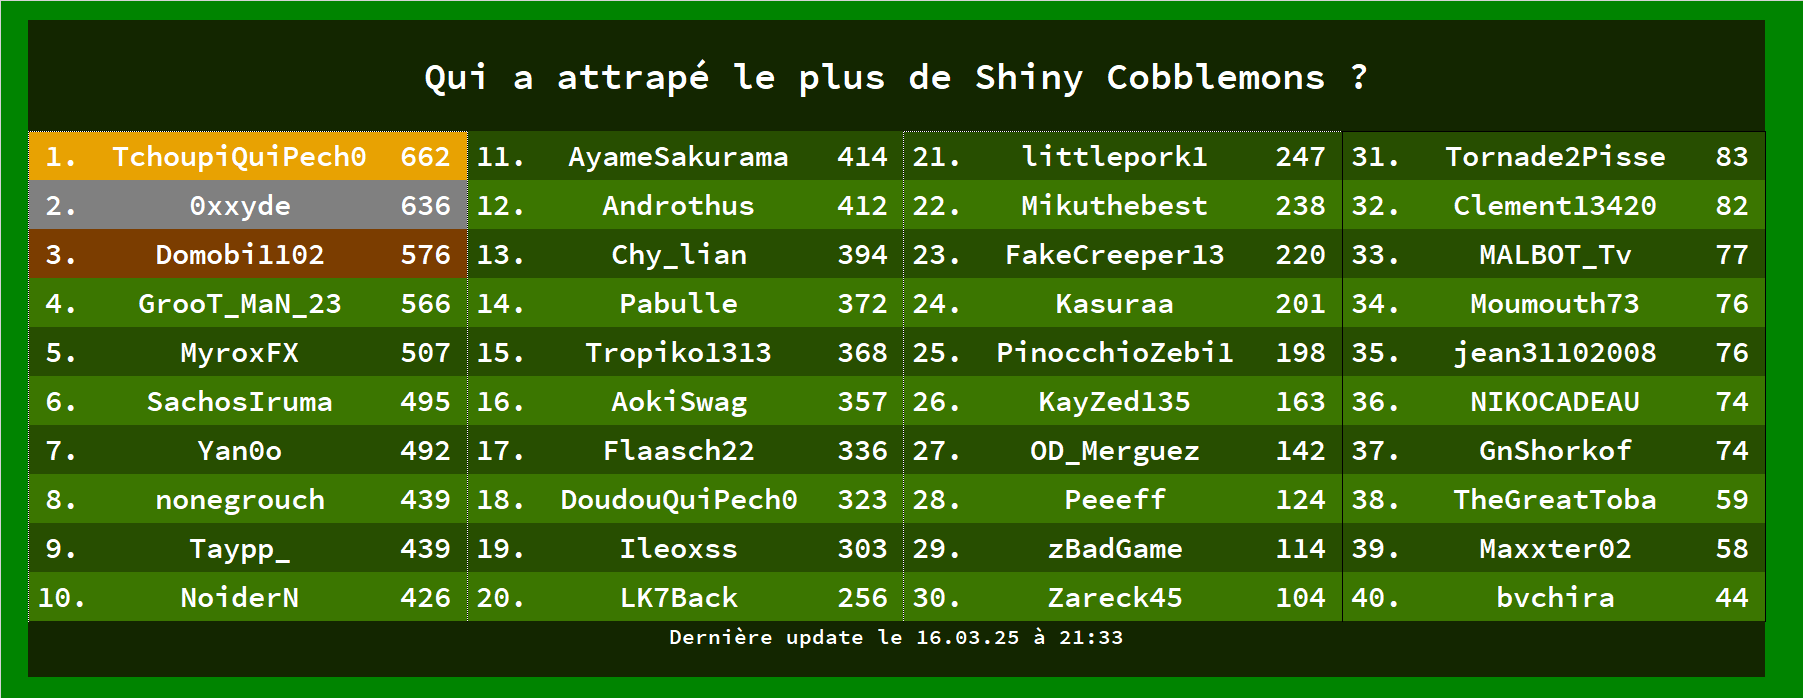 Qui a attrapé le plus de Shiny Cobblemons ?
1. TchoupiQuiPech0 662
2. 0xxyde 636
3. Domobi1102 576
4. GrooT_MaN_23 566
5. MyroxFX 507
6. SachosIruma 495
7. Yan0o 492
8. nonegrouch 439
9. Taypp_ 439
10. NoiderN 426
11. AyameSakurama 414
12. Androthus 412
13. Chy_lian 394
14. Pabulle 372
15. Tropiko1313 368
16. AokiSwag 357
17. Flaasch22 336
18. DoudouQuiPech0 323
19. Ileoxss 303
20. LK7Back 256
21. littlepork1 247
22. Mikuthebest 238
23. FakeCreeper13 220
24. Kasuraa 201
25. PinocchioZebi1 198
26. KayZed135 163
27. OD_Merguez 142
28. Peeeff 124
29. zBadGame 114
30. Zareck45 104
31. Tornade2Pisse 83
32. Clement13420 82
33. MALBOT_Tv 77
34. Moumouth73 76
35. jean31102008 76
36. NIKOCADEAU 74
37. GnShorkof 74
38. TheGreatToba 59
39. Maxxter02 58
40. bvchira 44
Dernière update le 16.03.25 à 21:33